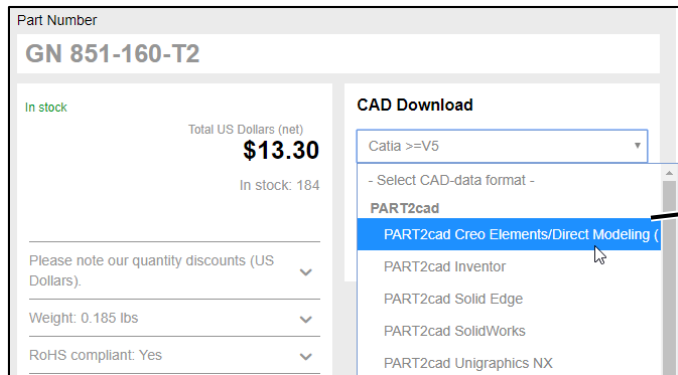 Part Number
GN 851-160-T2
In stock
Total US Dollars (net)
$13.30
In stock: 184
Please note our quantity discounts (US
Dollars).
Weight: 0.185 lbs
RoHS compliant: Yes
CAD Download
Catia >=V5
- Select CAD-data format -
PART2cad
PART2cad Creo Elements/Direct Modeling (
PART2cad Inventor
PART2cad Solid Edge
PART2cad SolidWorks
PART2cad Unigraphics NX